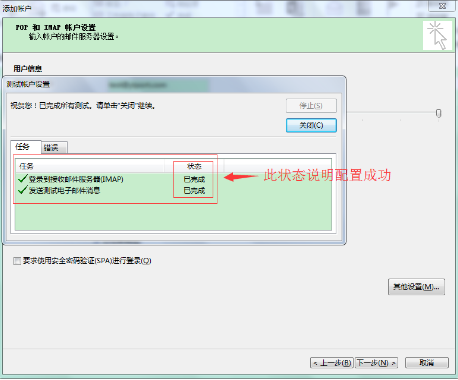 添加帐户
POP 和 IMAP 帐户设置
输入帐户的邮件服务器设置。
用户信息
测试帐户设置
祝贺您！已完成所有测试。请单击“关闭”继续。
停止(S)
关闭(C)
任务
错误
任务 状态
登录到接收邮件服务器(IMAP) 已完成
发送测试电子邮件消息 已完成
此状态说明配置成功
要求使用安全密码验证(SPA)进行登录(Q)
其他设置(M)...
< 上一步(B)
下一步(N) >
取消